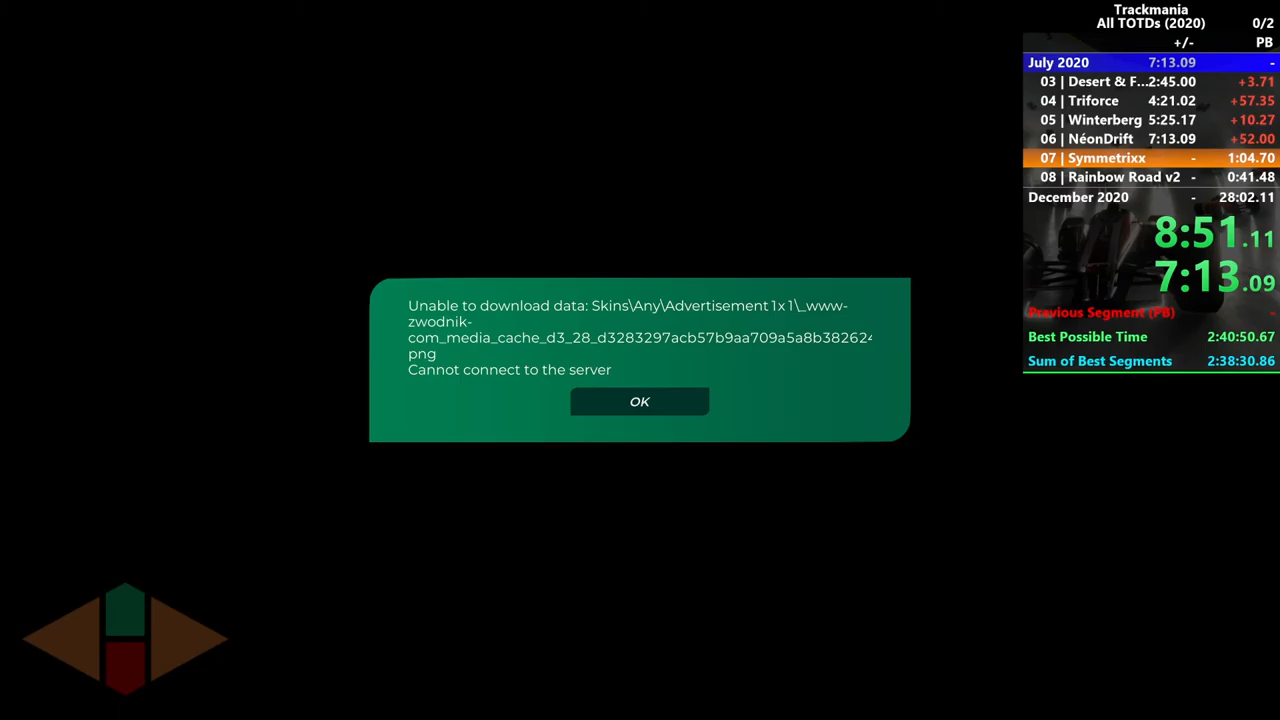 Trackmania
All TOTDs (2020) 0/2
+/- PB
July 2020 7:13.09 -
03 | Desert & F...2:45.00 +3.71
04 | Triforce 4:21.02 +57.35
05 | Winterberg 5:25.17 +10.27
06 | NéonDrift 7:13.09 +52.00
07 | Symmetrixx - 1:04.70
08 | Rainbow Road v2 - 0:41.48
December 2020 - 28:02.11
8:51.11
7:13.09
Previous Segment (PB) -
Best Possible Time 2:40:50.67
Sum of Best Segments 2:38:30.86
Unable to download data: Skins\Any\Advertisement 1x1\_www-
zwodnik-
com_media_cache_d3_28_d3283297acb57b9aa709a5a8b382624
png
Cannot connect to the server
OK